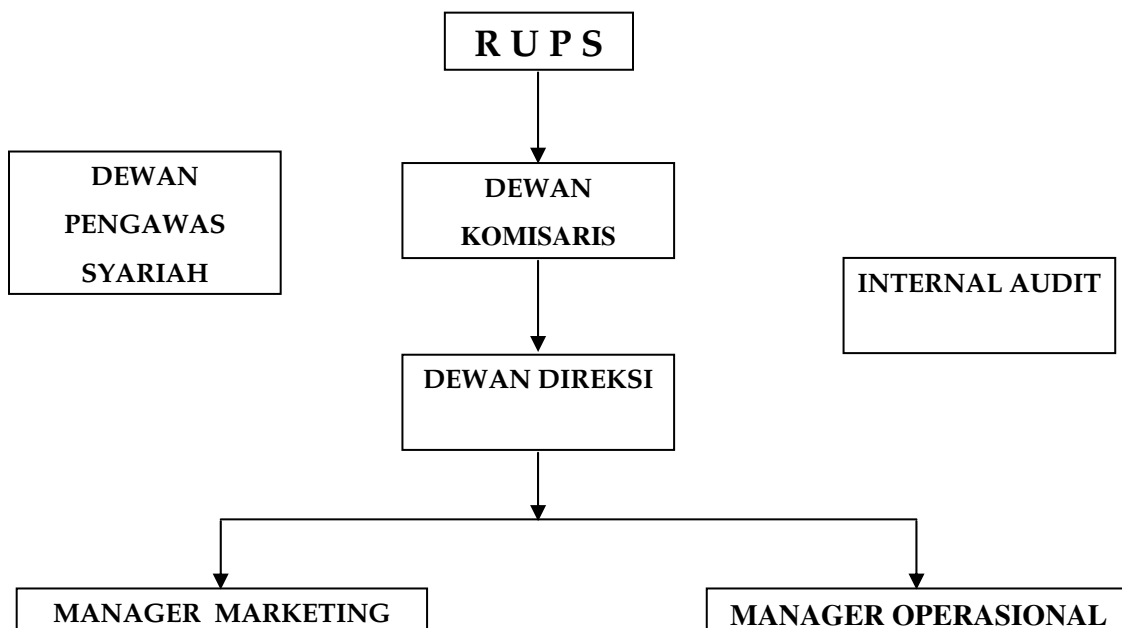 R U P S
DEWAN
PENGAWAS
SYARIAH
DEWAN
KOMISARIS
INTERNAL AUDIT
DEWAN DIREKSI
MANAGER MARKETING
MANAGER OPERASIONAL